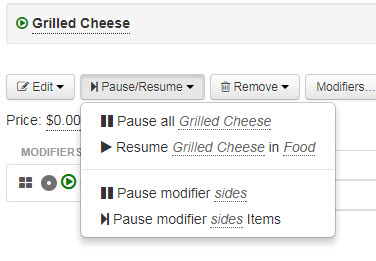 Grilled Cheese
Edit Pause/Resume Remove Modifiers...
Price: $0.00
Pause all Grilled Cheese
Resume Grilled Cheese in Food
MODIFIERS
Pause modifier sides
Pause modifier sides Items